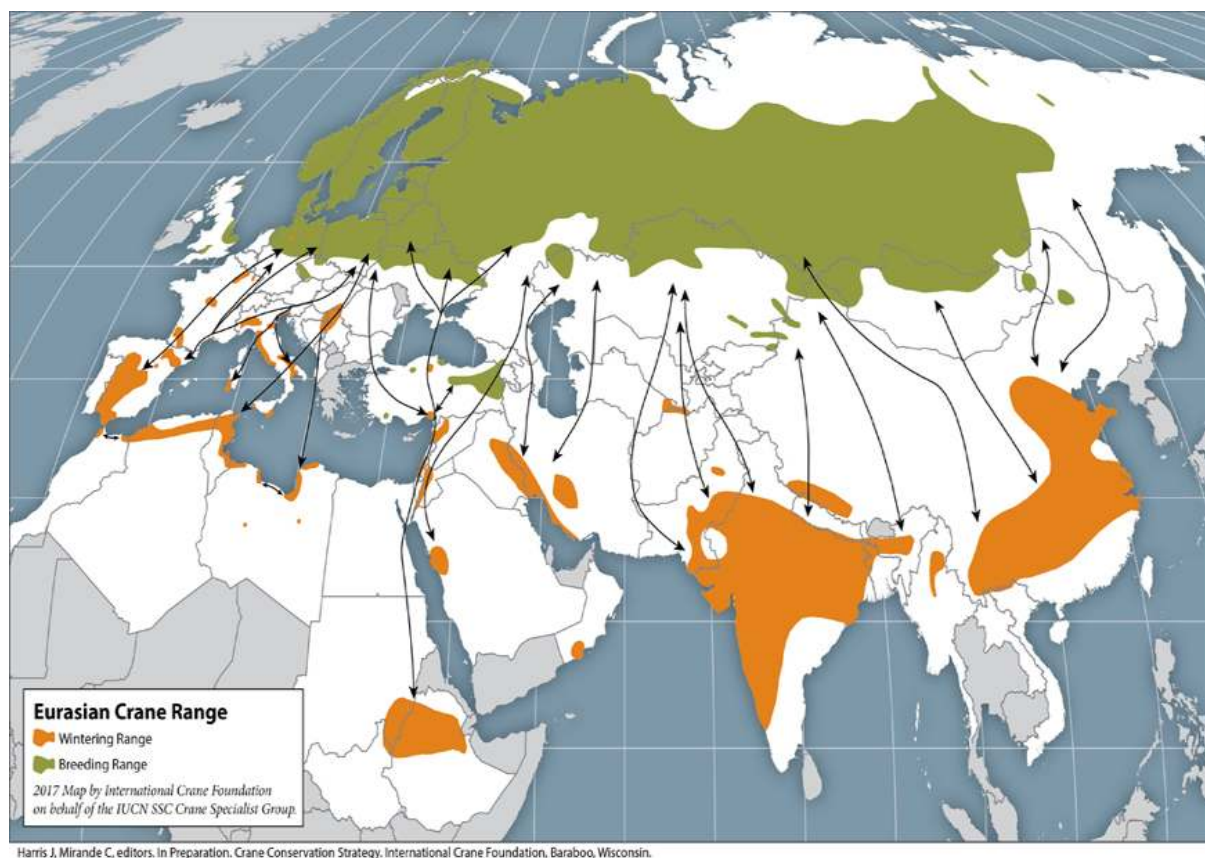 Eurasian Crane Range
Wintering Range
Breeding Range
2017 Map by International Crane Foundation
on behalf of the IUCN SSC Crane Specialist Group.
Harris J, Mirande C, editors. In Preparation. Crane Conservation Strategy. International Crane Foundation, Baraboo, Wisconsin.